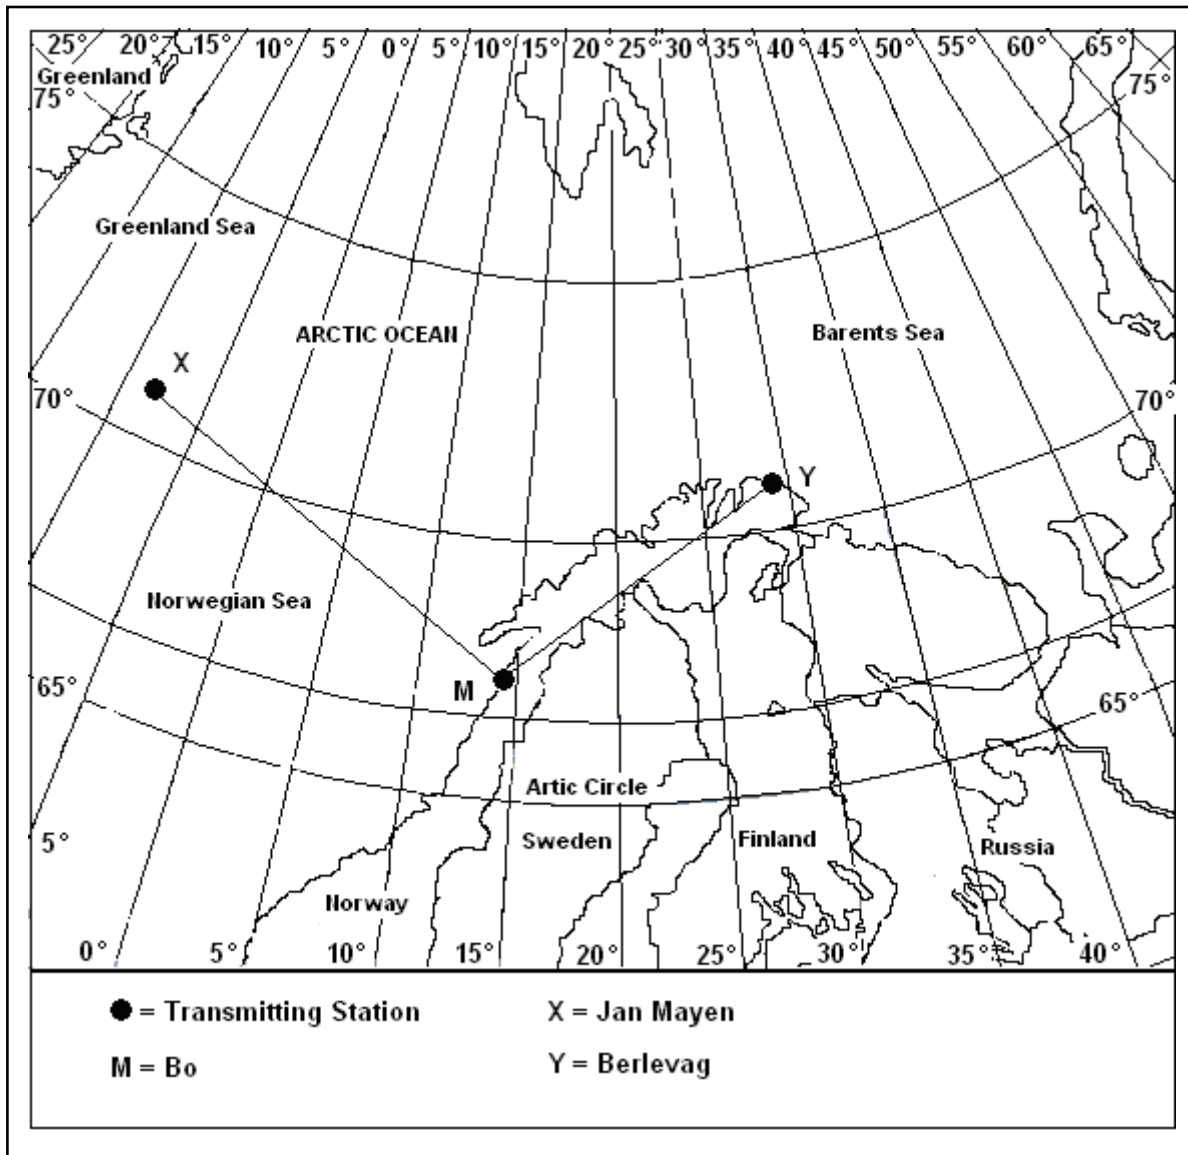 25° 20° 15° 10° 5° 0° 5° 10° 15° 20° 25° 30° 35° 40° 45° 50° 55° 60° 65°
Greenland
75° 75°
Greenland Sea
ARCTIC OCEAN Barents Sea
X
70° 70°
Y
Norwegian Sea
M
65° 65°
Artic Circle
5° Sweden Finland Russia
Norway
0° 5° 10° 15° 20° 25° 30° 35° 40°
= Transmitting Station X = Jan Mayen
M = Bo Y = Berlevag